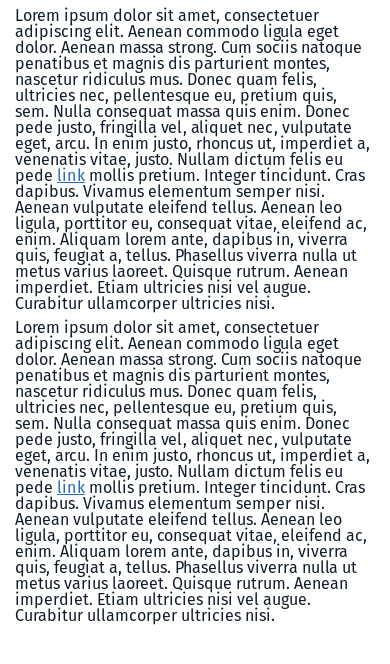 Lorem ipsum dolor sit amet, consectetuer
adipiscing elit. Aenean commodo ligula eget
dolor. Aenean massa strong. Cum sociis natoque
penatibus et magnis dis parturient montes,
nascetur ridiculus mus. Donec quam felis,
ultricies nec, pellentesque eu, pretium quis,
sem. Nulla consequat massa quis enim. Donec
pede justo, fringilla vel, aliquet nec, vulputate
eget, arcu. In enim justo, rhoncus ut, imperdiet a,
venenatis vitae, justo. Nullam dictum felis eu
pede link mollis pretium. Integer tincidunt. Cras
dapibus. Vivamus elementum semper nisi.
Aenean vulputate eleifend tellus. Aenean leo
ligula, porttitor eu, consequat vitae, eleifend ac,
enim. Aliquam lorem ante, dapibus in, viverra
quis, feugiat a, tellus. Phasellus viverra nulla ut
metus varius laoreet. Quisque rutrum. Aenean
imperdiet. Etiam ultricies nisi vel augue.
Curabitur ullamcorper ultricies nisi.
Lorem ipsum dolor sit amet, consectetuer
adipiscing elit. Aenean commodo ligula eget
dolor. Aenean massa strong. Cum sociis natoque
penatibus et magnis dis parturient montes,
nascetur ridiculus mus. Donec quam felis,
ultricies nec, pellentesque eu, pretium quis,
sem. Nulla consequat massa quis enim. Donec
pede justo, fringilla vel, aliquet nec, vulputate
eget, arcu. In enim justo, rhoncus ut, imperdiet a,
venenatis vitae, justo. Nullam dictum felis eu
pede link mollis pretium. Integer tincidunt. Cras
dapibus. Vivamus elementum semper nisi.
Aenean vulputate eleifend tellus. Aenean leo
ligula, porttitor eu, consequat vitae, eleifend ac,
enim. Aliquam lorem ante, dapibus in, viverra
quis, feugiat a, tellus. Phasellus viverra nulla ut
metus varius laoreet. Quisque rutrum. Aenean
imperdiet. Etiam ultricies nisi vel augue.
Curabitur ullamcorper ultricies nisi.